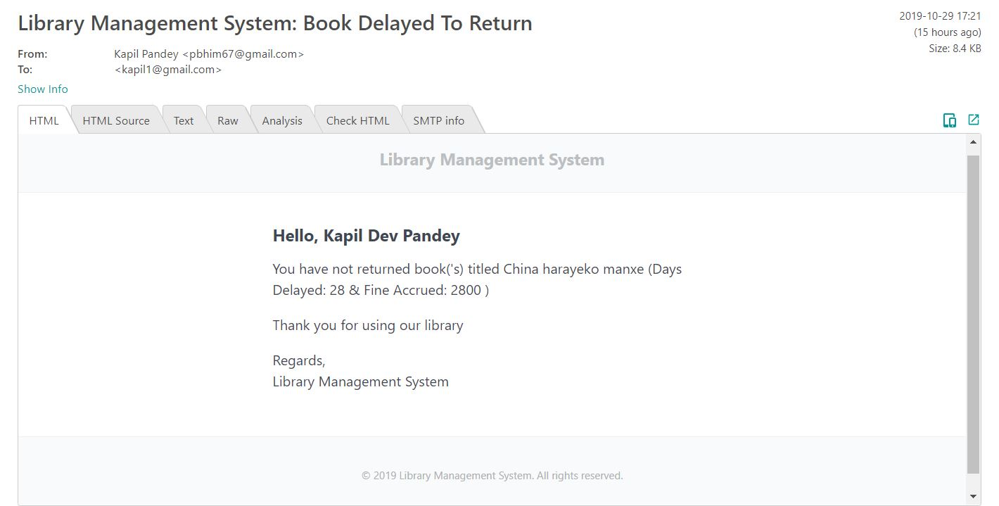 Library Management System: Book Delayed To Return
2019-10-29 17:21
(15 hours ago)
Size: 8.4 KB
From: Kapil Pandey <pbhim67@gmail.com>
To: <kapil1@gmail.com>
Show Info
HTML HTML Source Text Raw Analysis Check HTML SMTP info
Library Management System
Hello, Kapil Dev Pandey
You have not returned book('s) titled China harayeko manxe (Days
Delayed: 28 & Fine Accrued: 2800 )
Thank you for using our library
Regards,
Library Management System
© 2019 Library Management System. All rights reserved.